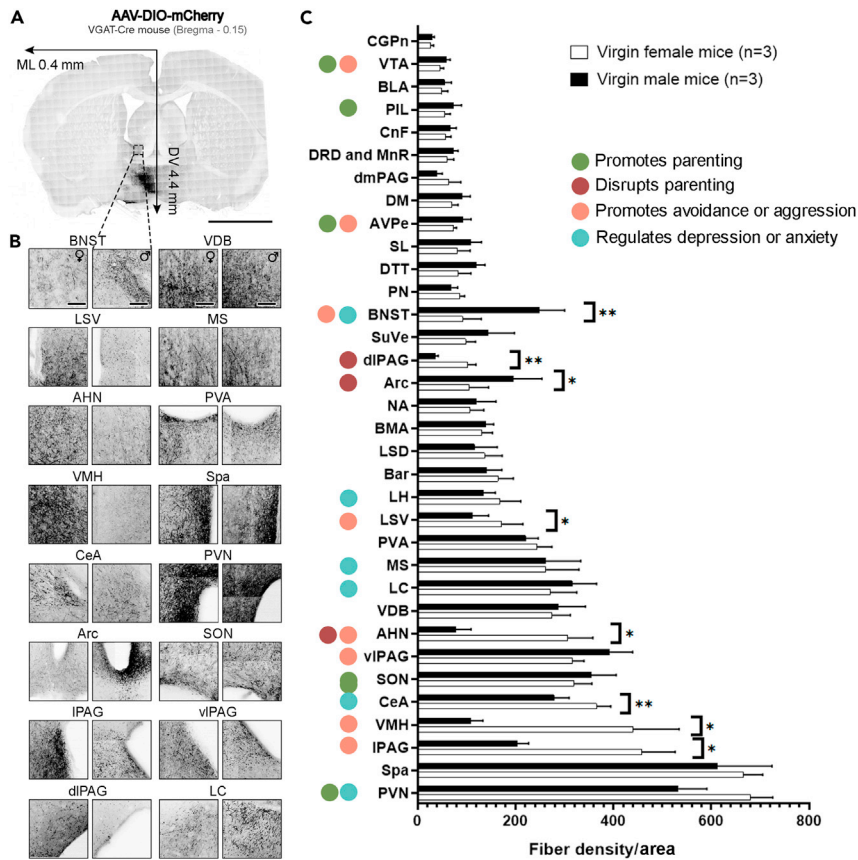 A
AAV-DIO-mCherry
VGAT-Cre mouse (Bregma - 0.15)
ML 0.4 mm
DV 4.4 mm
B
BNST
VDB
♀
♂
♀
♂
LSV
MS
AHN
PVA
VMH
Spa
CeA
PVN
Arc
SON
lPAG
vlPAG
dlPAG
LC
C
Virgin female mice (n=3)
Virgin male mice (n=3)
Promotes parenting
Disrupts parenting
Promotes avoidance or aggression
Regulates depression or anxiety
CGPn
VTA
BLA
PIL
CnF
DRD and MnR
dmPAG
DM
AVPe
SL
DTT
PN
BNST **
SuVe
dlPAG **
Arc *
NA
BMA
LSD
Bar
LH
LSV *
PVA
MS
LC
VDB
AHN *
vlPAG
SON
CeA **
VMH *
lPAG *
Spa
PVN
0 200 400 600 800
Fiber density/area